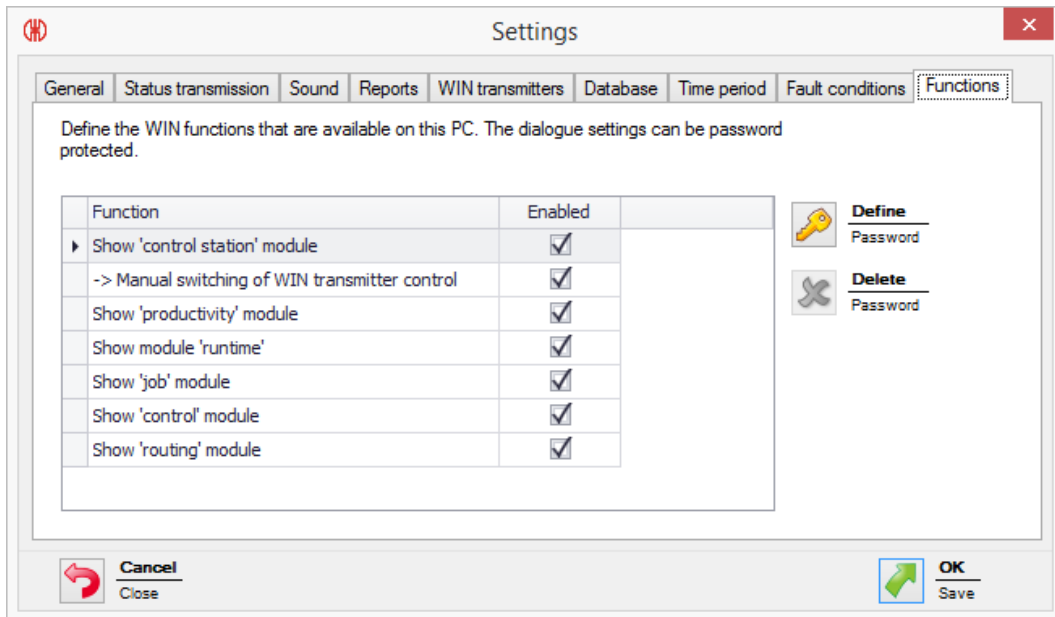 Settings
General Status transmission Sound Reports WIN transmitters Database Time period Fault conditions Functions
Define the WIN functions that are available on this PC. The dialogue settings can be password
protected.
Function Enabled
Show 'control station' module
-> Manual switching of WIN transmitter control
Show 'productivity' module
Show module 'runtime'
Show 'job' module
Show 'control' module
Show 'routing' module
Define
Password
Delete
Password
Cancel
Close
OK
Save